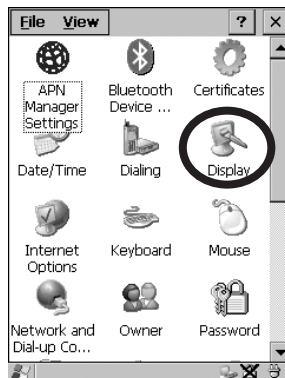 File View ? ×
APN Manager Settings
Bluetooth Device ...
Certificates
Date/Time
Dialing
Display
Internet Options
Keyboard
Mouse
Network and Dial-up Co...
Owner
Password